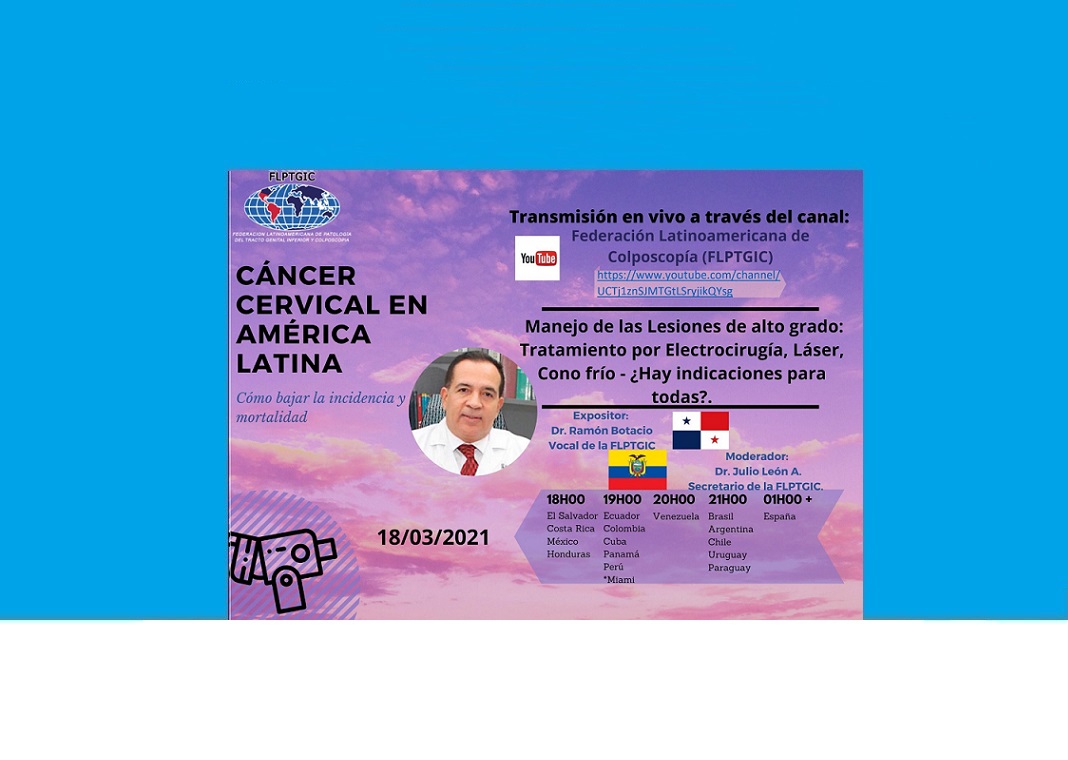 FLPTGIC
FEDERACIÓN LATINOAMERICANA DE PATOLOGÍA
DEL TRACTO GENITAL INFERIOR Y COLPOSCOPÍA
CÁNCER
CERVICAL EN
AMÉRICA
LATINA
Cómo bajar la incidencia y
mortalidad
18/03/2021
Transmisión en vivo a través del canal:
Federación Latinoamericana de
Colposcopía (FLPTGIC)
YouTube
https://www.youtube.com/channel/
UCTj1znSJMTGtLSryjikQYsg
Manejo de las Lesiones de alto grado:
Tratamiento por Electrocirugía, Láser,
Cono frío - ¿Hay indicaciones para
todas?.
Expositor:
Dr. Ramón Botacio
Vocal de la FLPTGIC
Moderador:
Dr. Julio León A.
Secretario de la FLPTGIC.
18H00
El Salvador
Costa Rica
México
Honduras
19H00
Ecuador
Colombia
Cuba
Panamá
Perú
*Miami
20H00
Venezuela
21H00
Brasil
Argentina
Chile
Uruguay
Paraguay
01H00 +
España